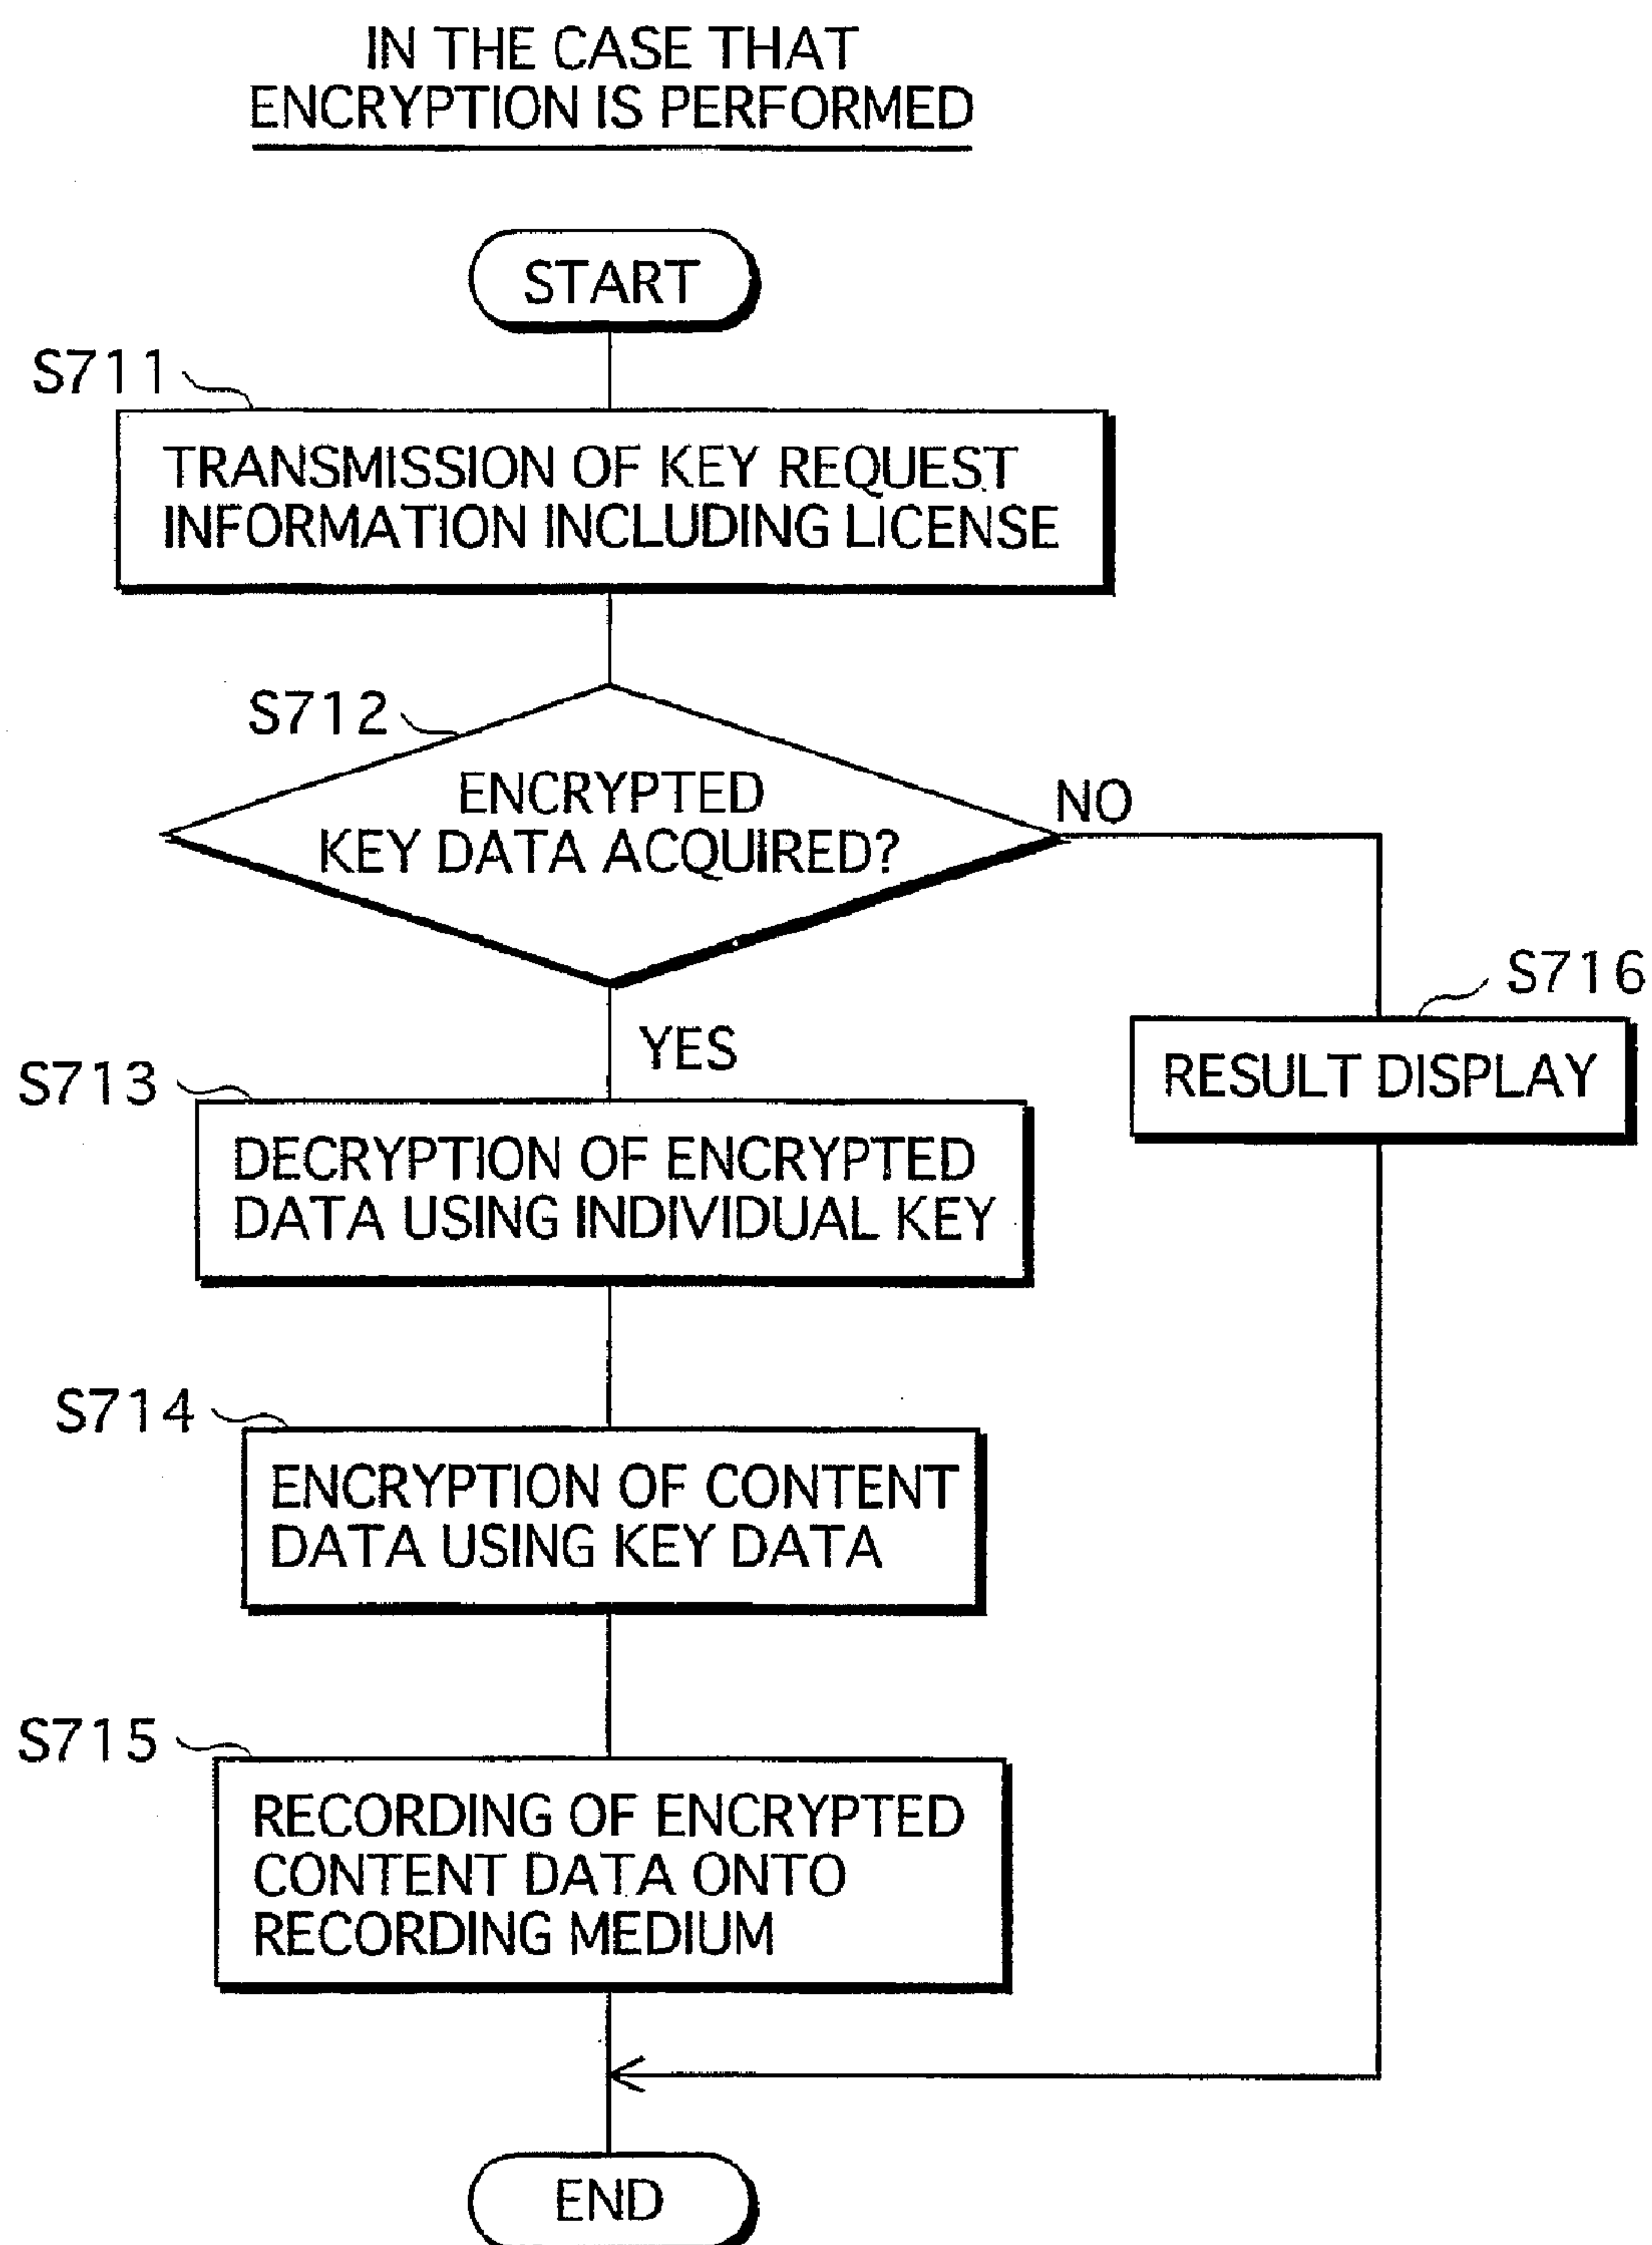 IN THE CASE THAT
ENCRYPTION IS PERFORMED
START
S711
TRANSMISSION OF KEY REQUEST
INFORMATION INCLUDING LICENSE
S712
ENCRYPTED
KEY DATA ACQUIRED?
NO
YES
S716
RESULT DISPLAY
S713
DECRYPTION OF ENCRYPTED
DATA USING INDIVIDUAL KEY
S714
ENCRYPTION OF CONTENT
DATA USING KEY DATA
S715
RECORDING OF ENCRYPTED
CONTENT DATA ONTO
RECORDING MEDIUM
END